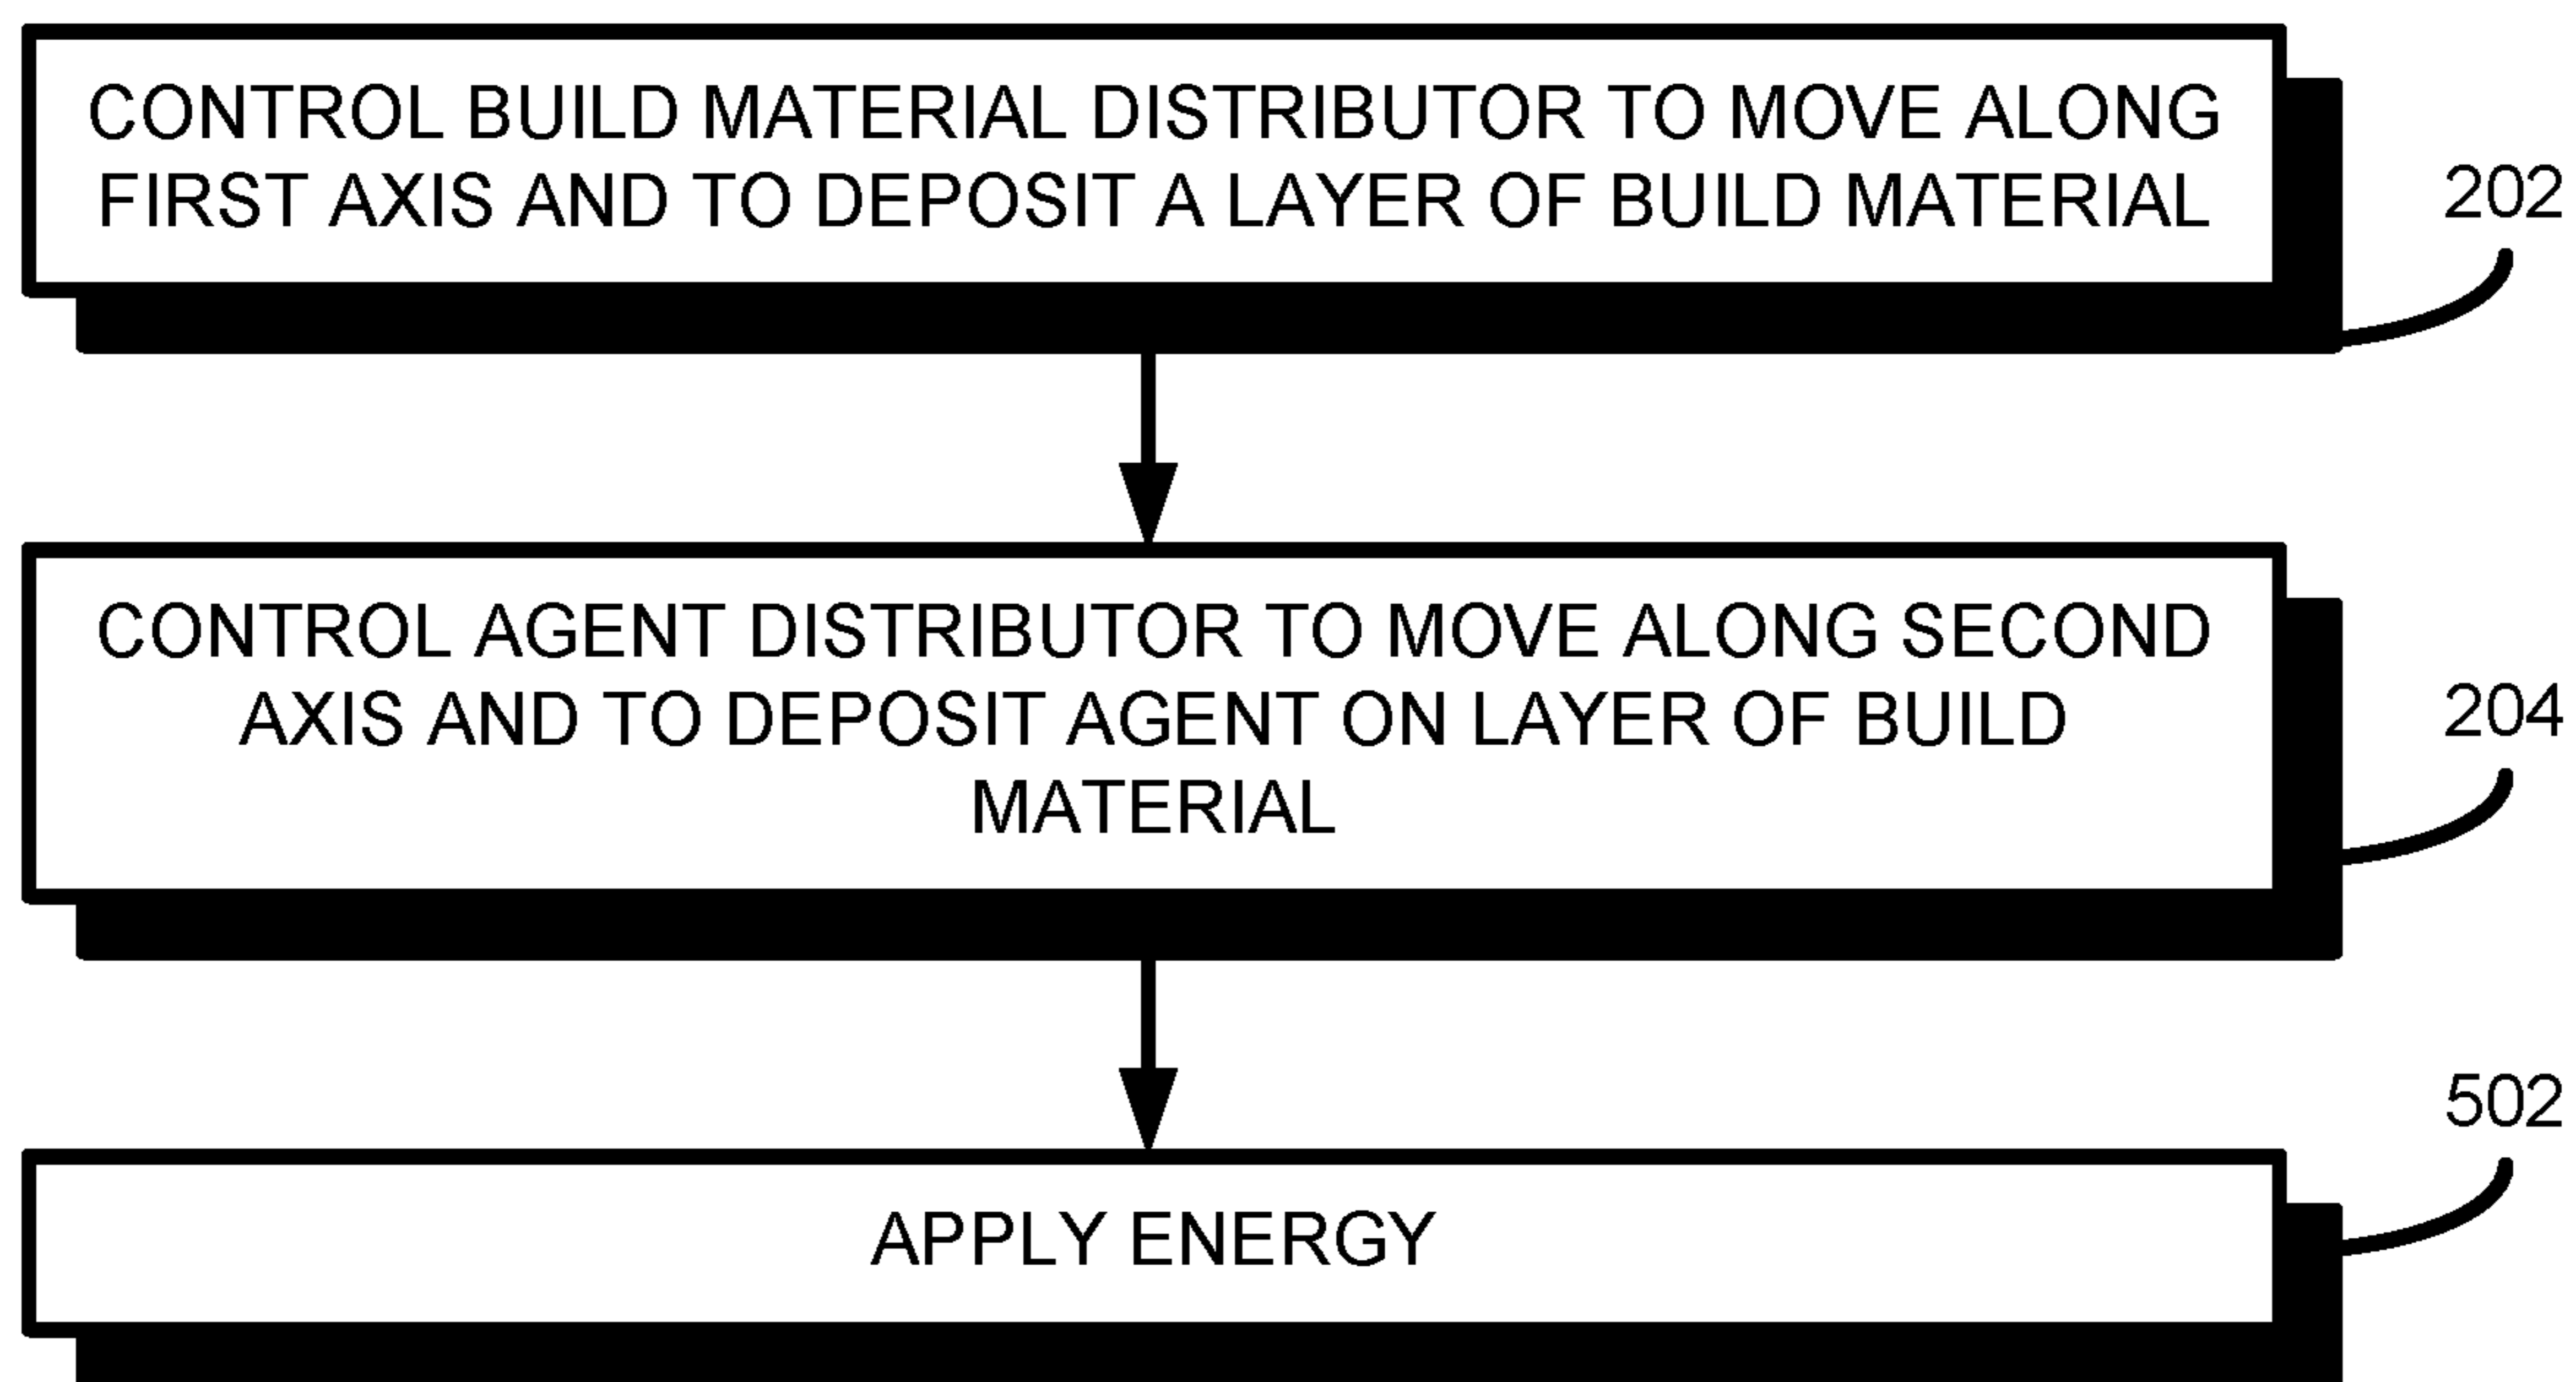 CONTROL BUILD MATERIAL DISTRIBUTOR TO MOVE ALONG
FIRST AXIS AND TO DEPOSIT A LAYER OF BUILD MATERIAL
202
CONTROL AGENT DISTRIBUTOR TO MOVE ALONG SECOND
AXIS AND TO DEPOSIT AGENT ON LAYER OF BUILD
MATERIAL
204
502
APPLY ENERGY